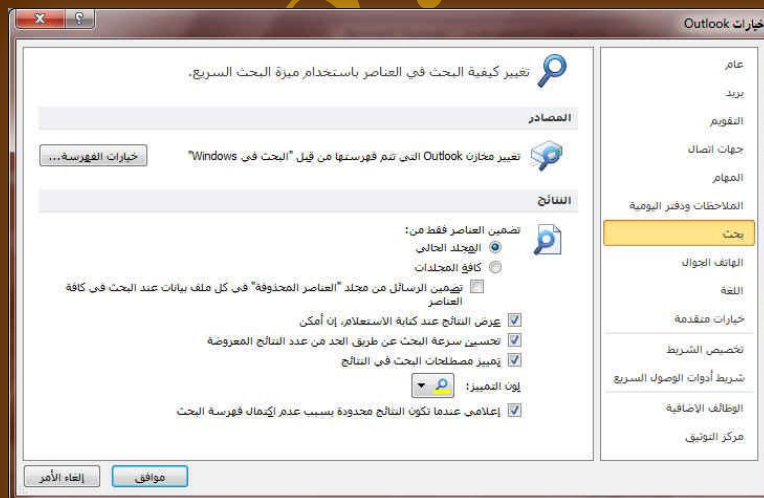 خيارات Outlook
عام
بريد
التقويم
جهات اتصال
المهام
الملاحظات ودفتر اليومية
بحث
الهاتف الجوال
اللغة
خيارات متقدمة
تخصيص الشريط
شريط أدوات الوصول السريع
الوظائف الإضافية
مركز التوثيق
تغيير كيفية البحث في العناصر باستخدام ميزة البحث السريع.
المصادر
تغيير مخازن Outlook التي تتم فهرستها من قبل "البحث في Windows"
خيارات الفهرسة...
النتائج
تضمين العناصر فقط من:
المجلد الحالي
كافة المجلدات
تضمين الرسائل من مجلد "العناصر المحذوفة" في كل ملف بيانات عند البحث في كافة
العناصر
عرض النتائج عند كتابة الاستعلام، إن أمكن
تحسين سرعة البحث عن طريق الحد من عدد النتائج المعروضة
تمييز مصطلحات البحث في النتائج
لون التمييز:
إعلامي عندما تكون النتائج محدودة بسبب عدم اكتمال فهرسة البحث
موافق
إلغاء الأمر